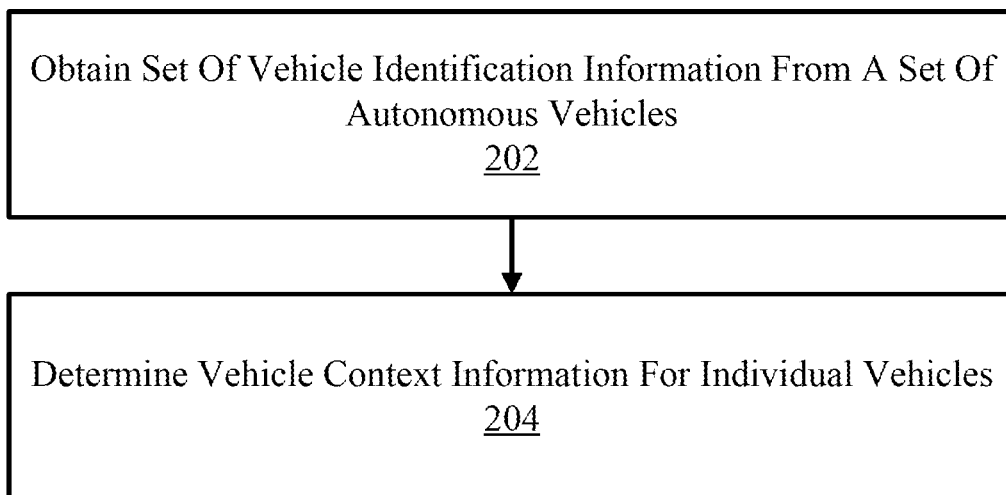 Obtain Set Of Vehicle Identification Information From A Set Of
Autonomous Vehicles
202
Determine Vehicle Context Information For Individual Vehicles
204